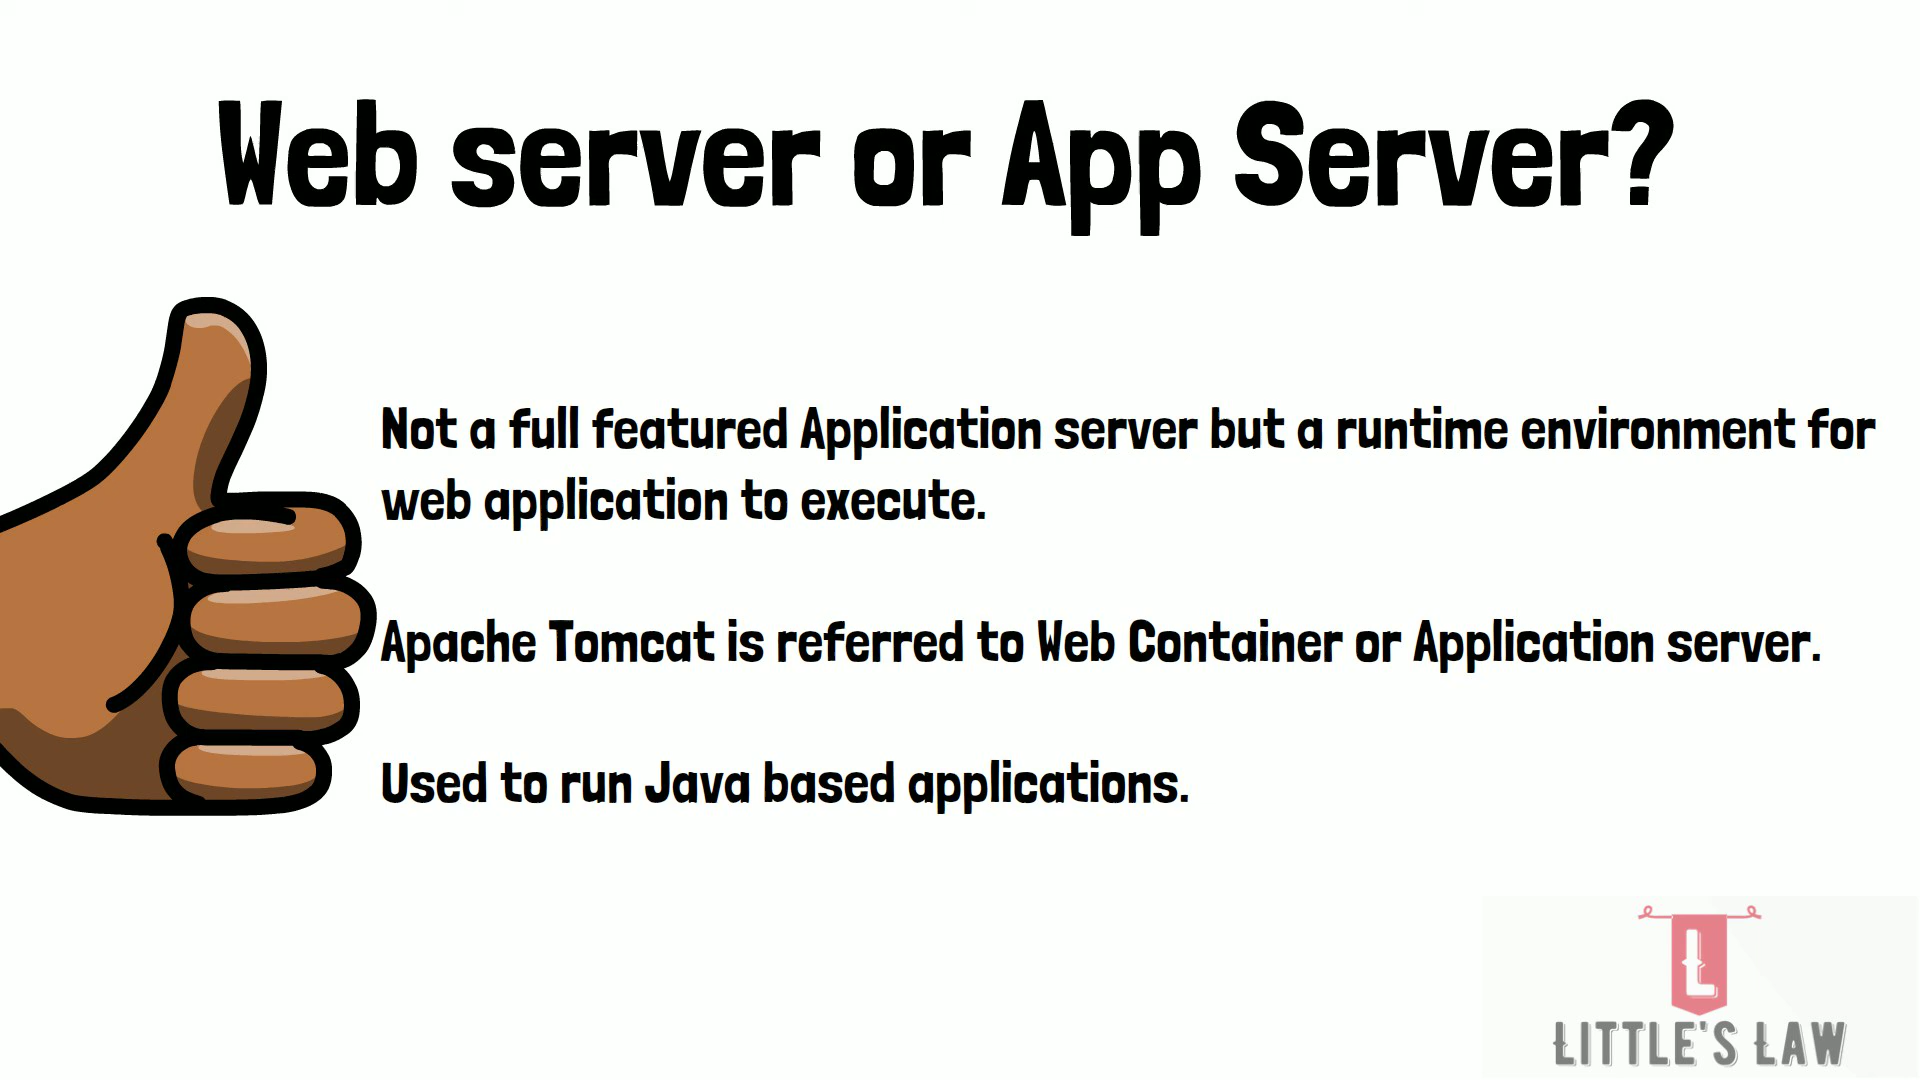 Web server or App Server?
Not a full featured Application server but a runtime environment for
web application to execute.
Apache Tomcat is referred to Web Container or Application server.
Used to run Java based applications.
L
LITTLE'S LAW